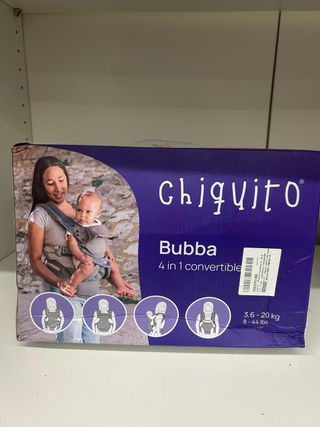 chiquito®
Bubba
4 in 1 convertible
3.6 - 20 kg
8 - 44 lbs